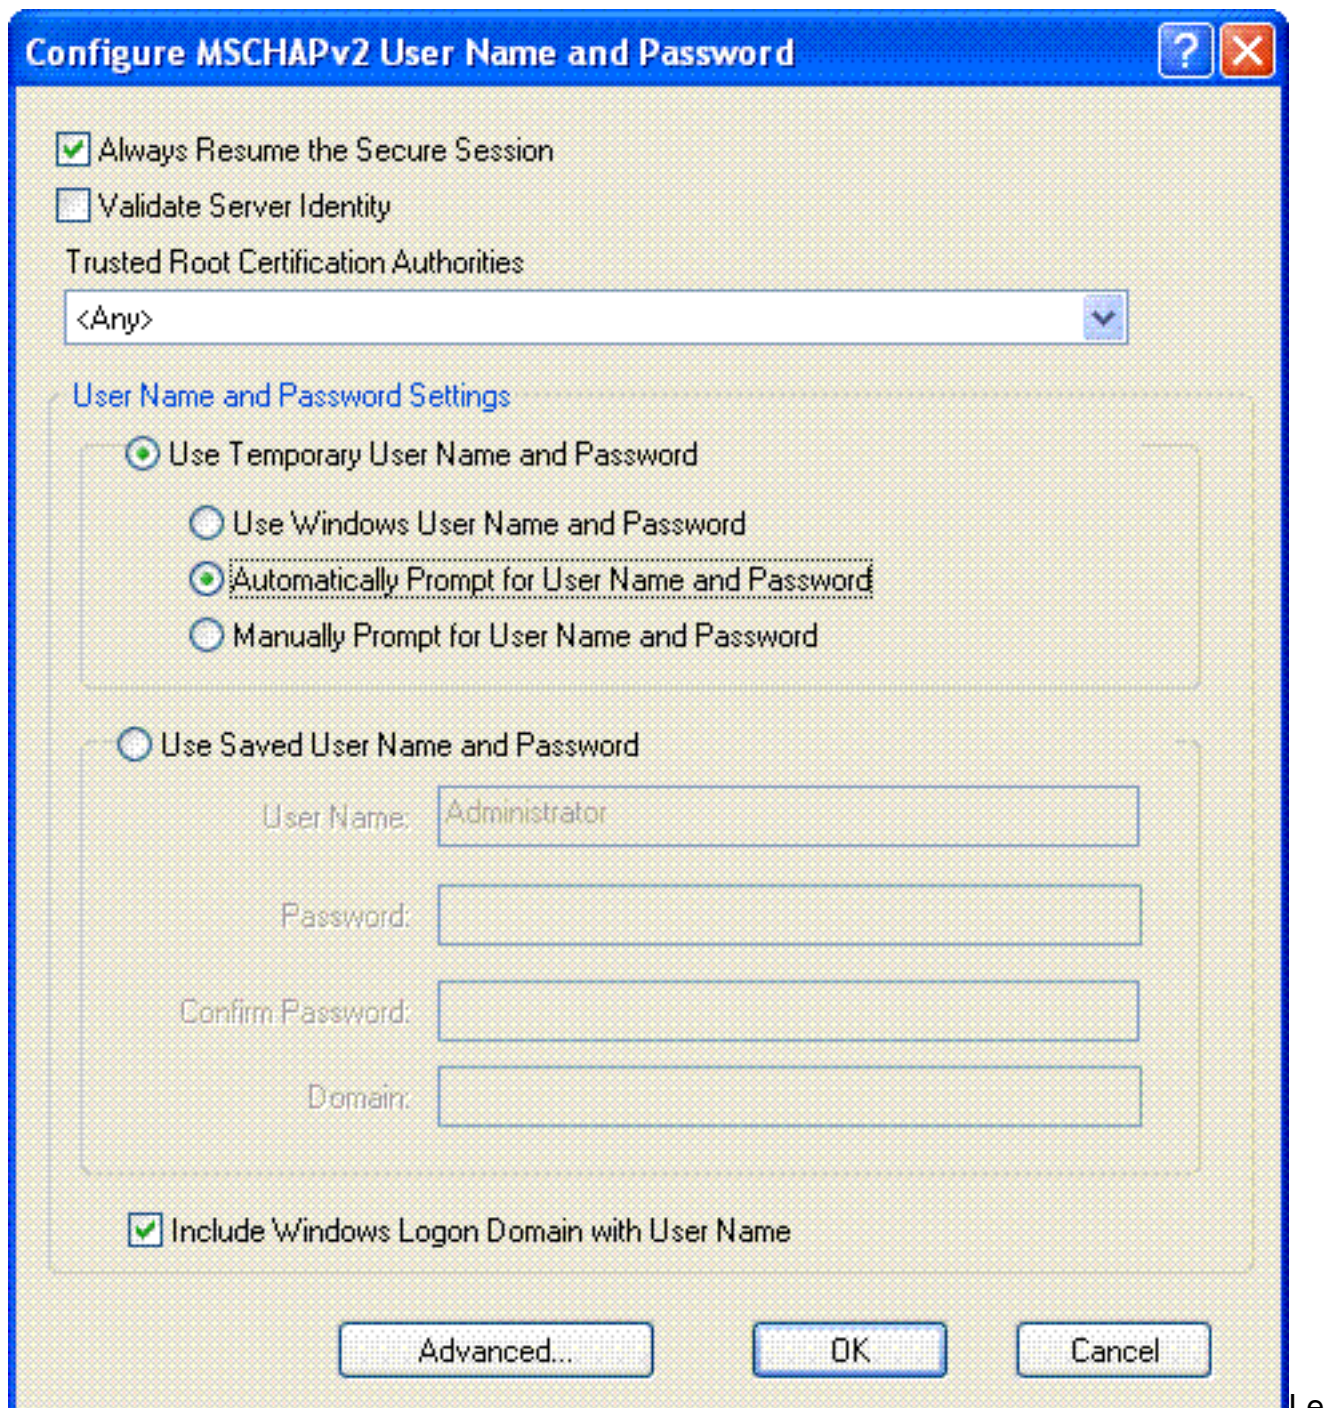 Configure MSCHAPv2 User Name and Password
Always Resume the Secure Session
Validate Server Identity
Trusted Root Certification Authorities
<Any>
User Name and Password Settings
Use Temporary User Name and Password
Use Windows User Name and Password
Automatically Prompt for User Name and Password
Manually Prompt for User Name and Password
Use Saved User Name and Password
User Name: Administrator
Password:
Confirm Password:
Domain:
Include Windows Logon Domain with User Name
Advanced... OK Cancel